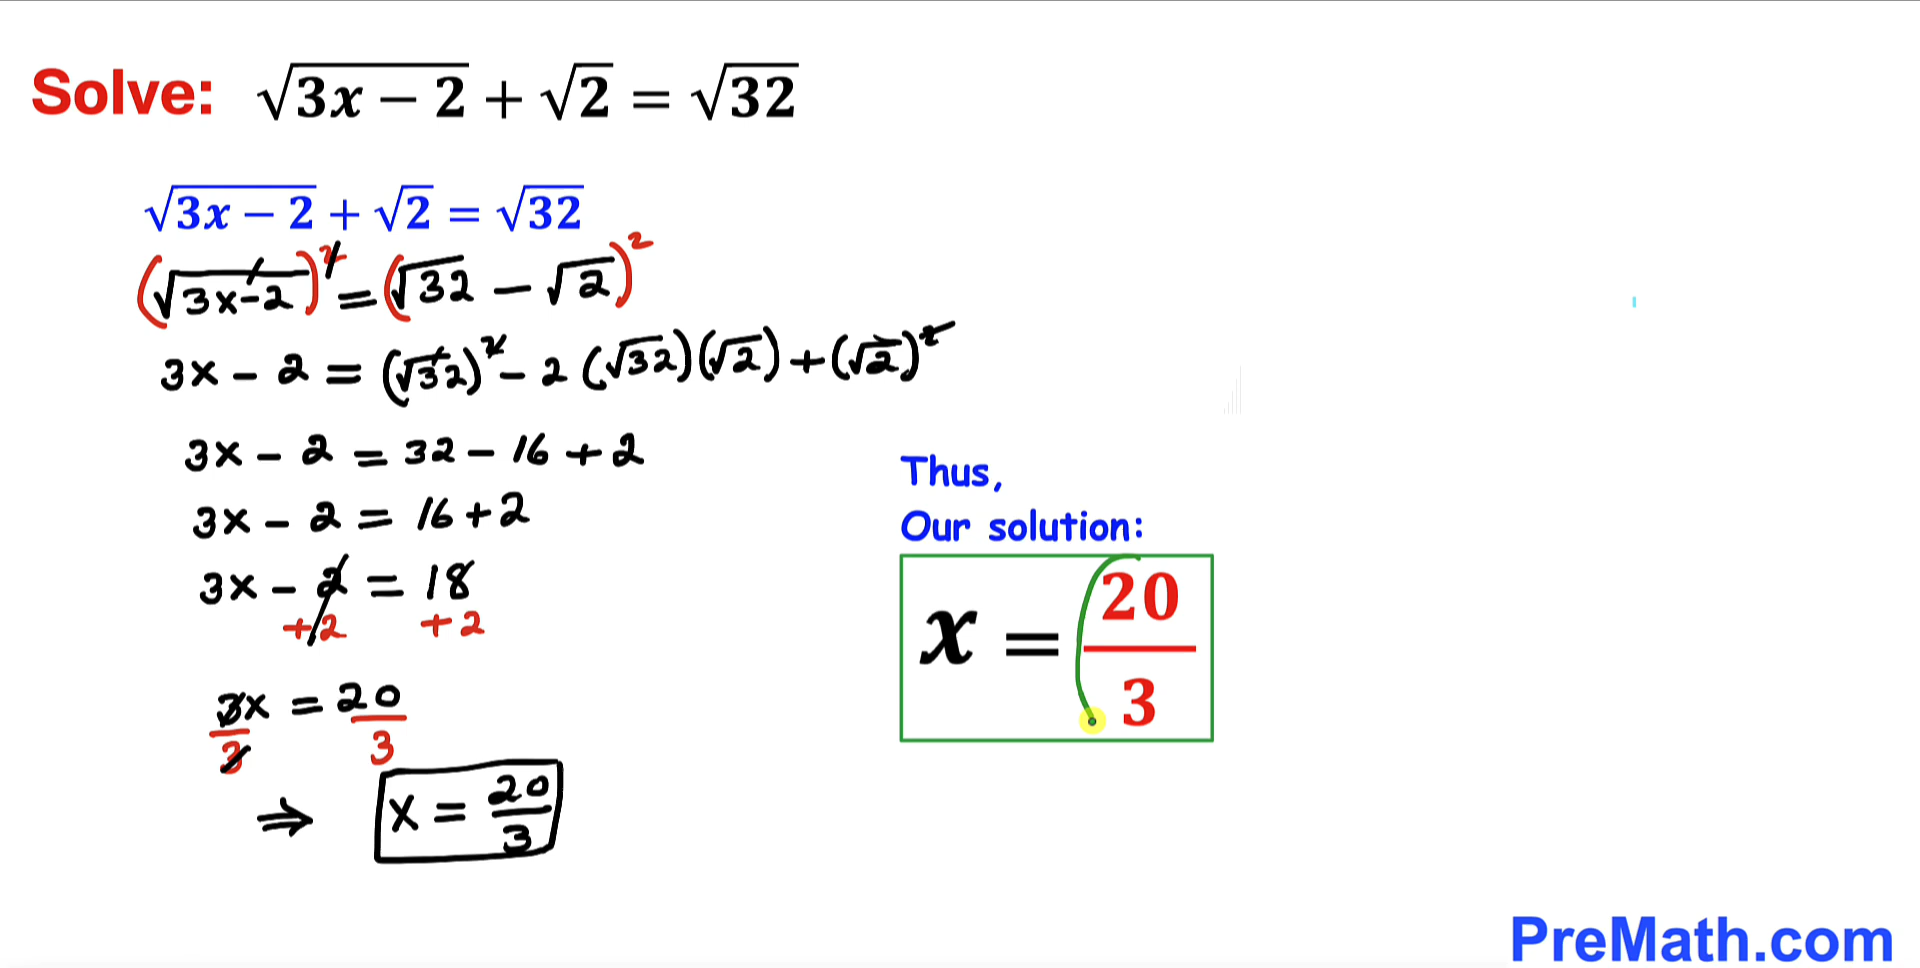 Solve: √(3x − 2) + √2 = √32
√(3x − 2) + √2 = √32
(√(3x−2))² = (√32 − √2)²
3x − 2 = (√32)² − 2(√32)(√2) + (√2)²
3x − 2 = 32 − 16 + 2
3x − 2 = 16 + 2
3x − 2 = 18
+2 +2
3x/3 = 20/3
⇒ x = 20/3
Thus,
Our solution:
x = 20/3
PreMath.com